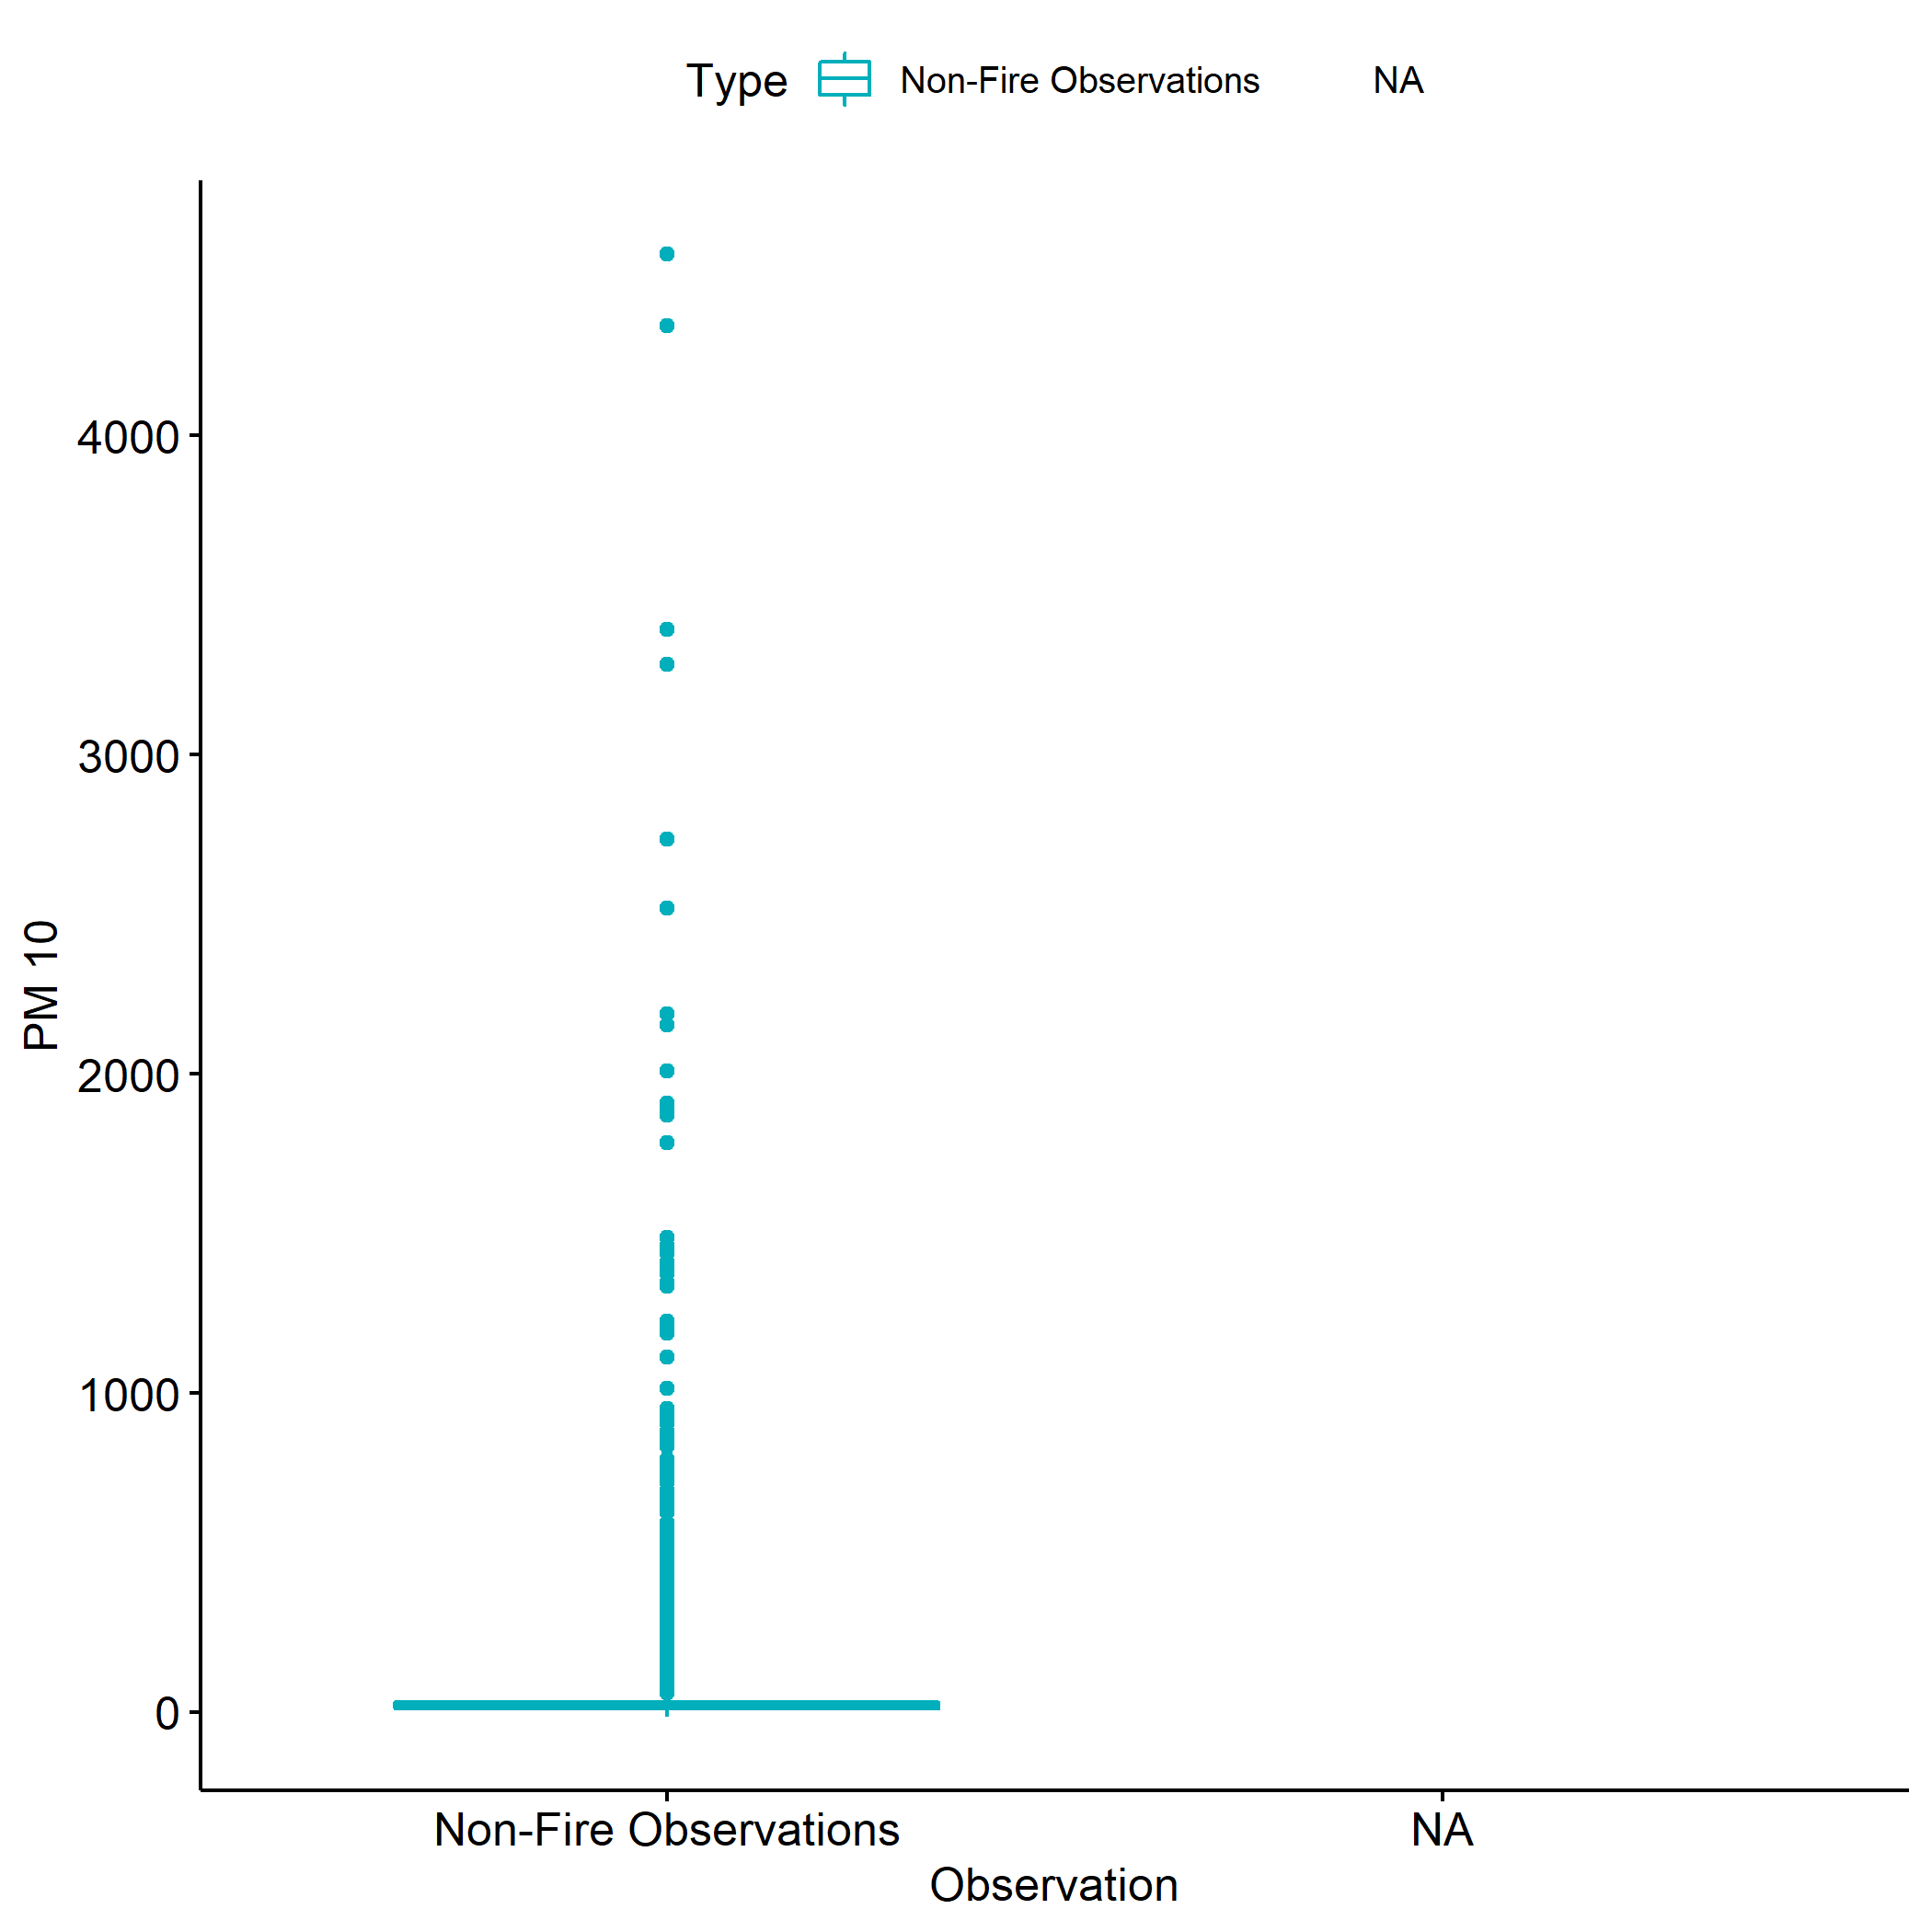 Type Non-Fire Observations NA
4000
3000
2000
1000
0
PM 10
Non-Fire Observations NA
Observation